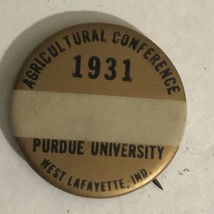 AGRICULTURAL CONFERENCE
1931
PURDUE UNIVERSITY
WEST LAFAYETTE, IND.